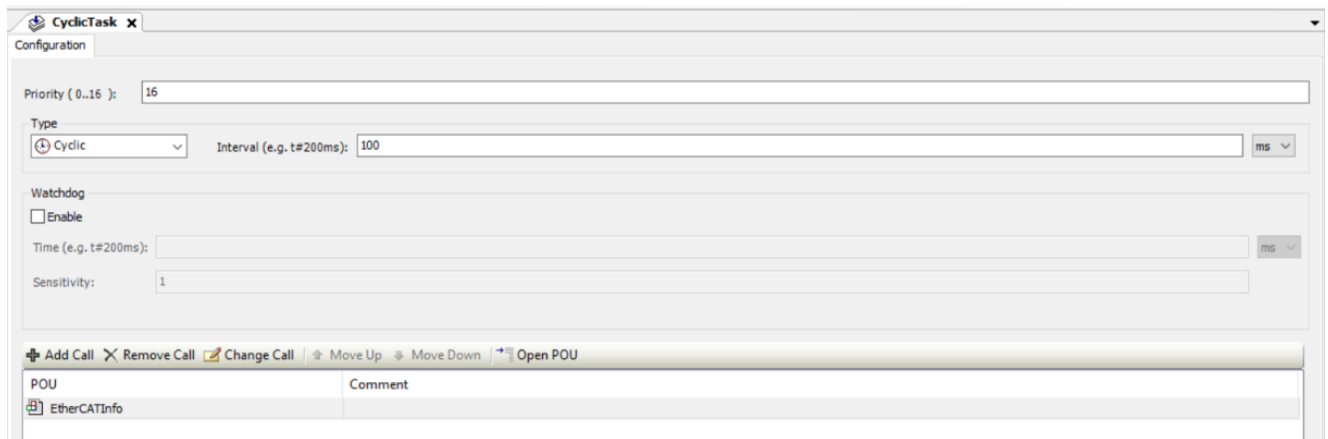 CyclicTask x
Configuration
Priority ( 0..16 ): 16
Type
Cyclic Interval (e.g. t#200ms): 100 ms
Watchdog
Enable
Time (e.g. t#200ms): ms
Sensitivity: 1
Add Call Remove Call Change Call Move Up Move Down Open POU
POU Comment
EtherCATInfo